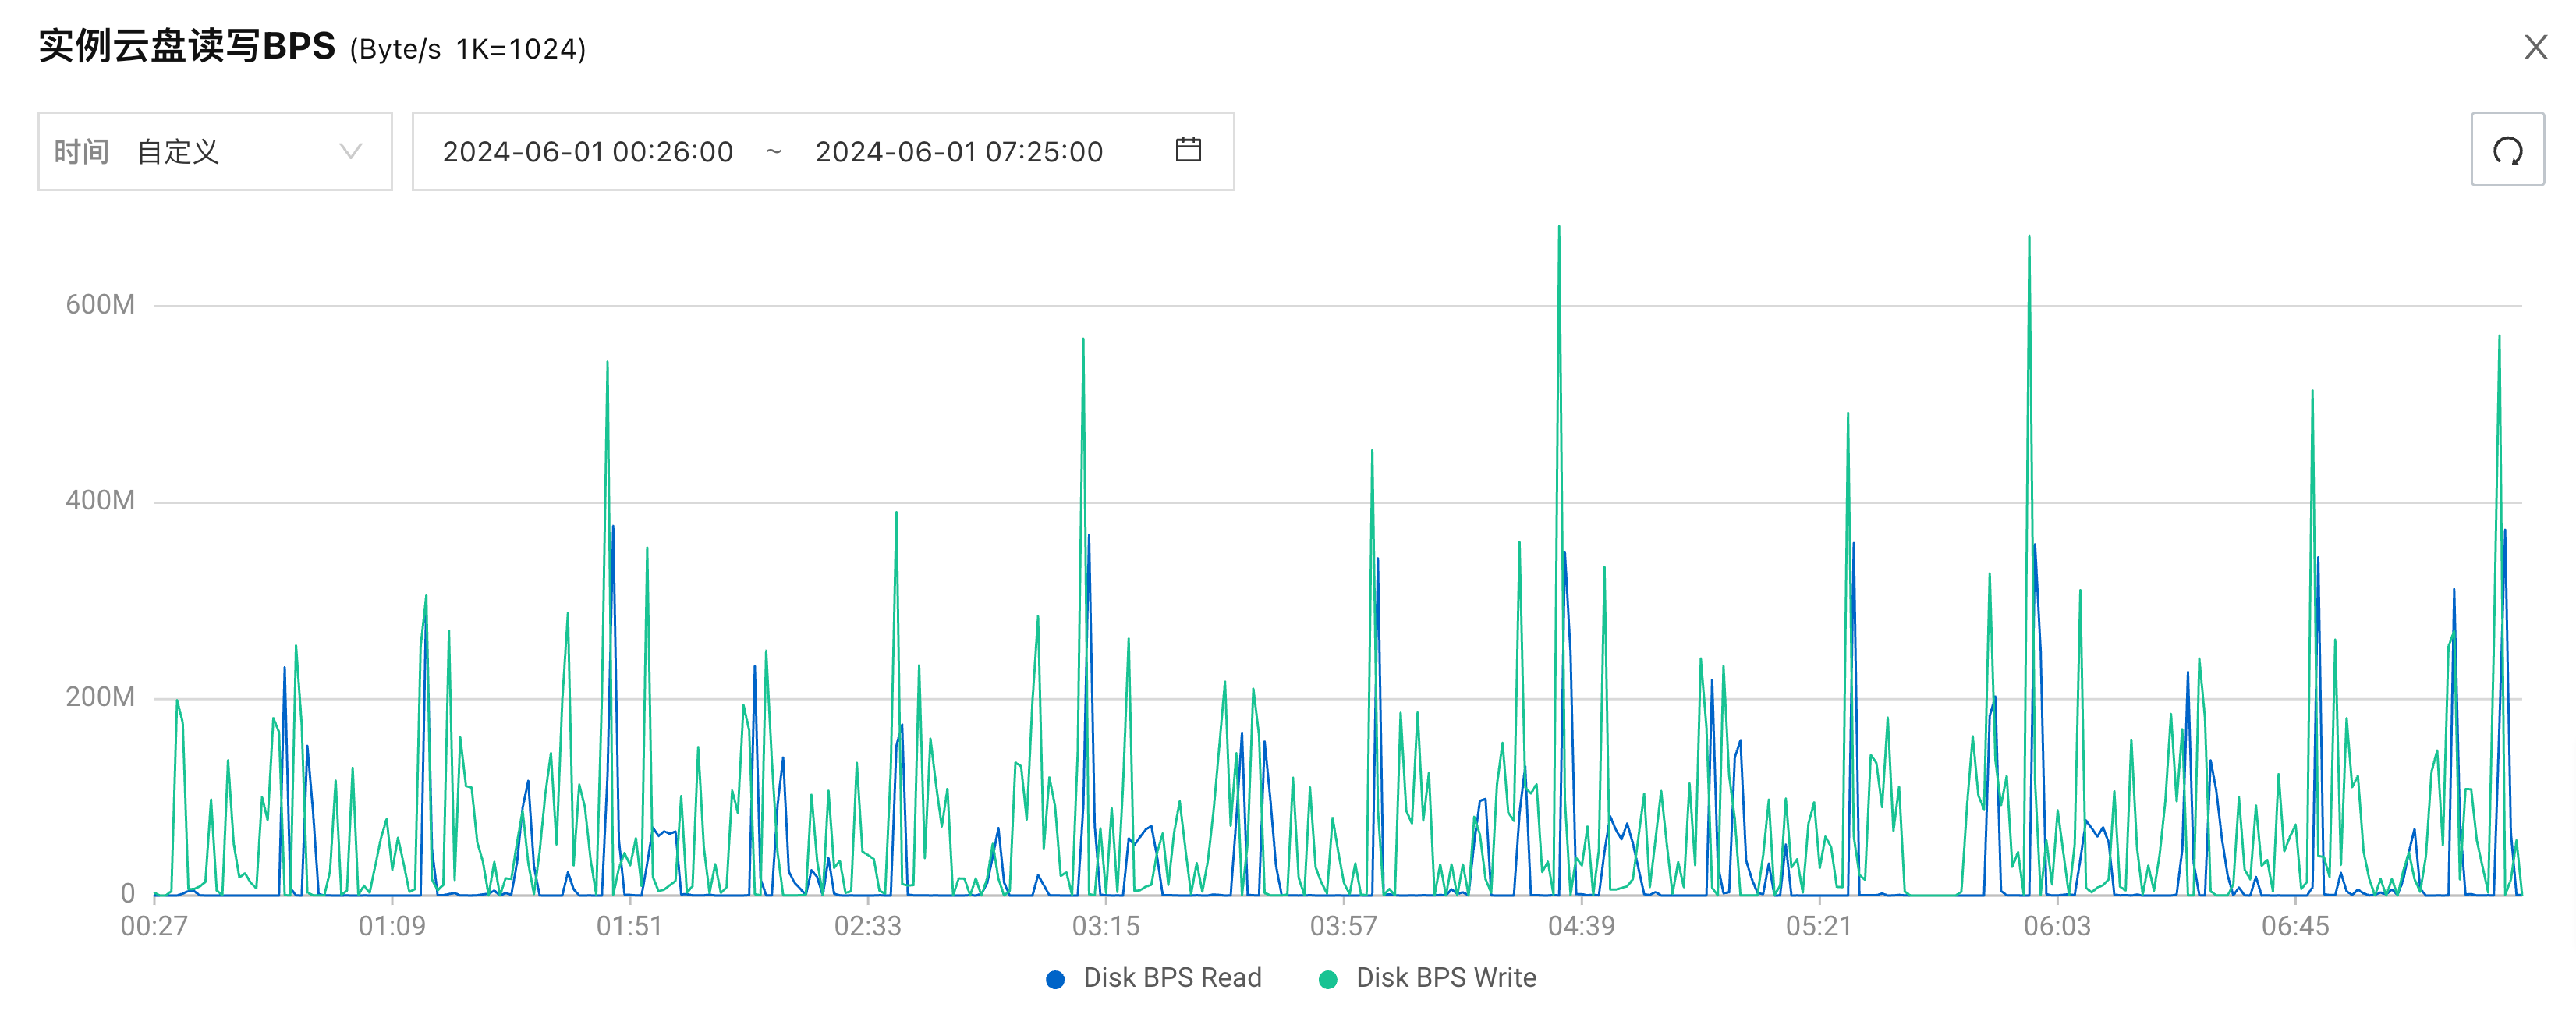 实例云盘读写BPS (Byte/s 1K=1024)
时间 自定义 2024-06-01 00:26:00 ~ 2024-06-01 07:25:00
600M
400M
200M
0
00:27 01:09 01:51 02:33 03:15 03:57 04:39 05:21 06:03 06:45
Disk BPS Read Disk BPS Write